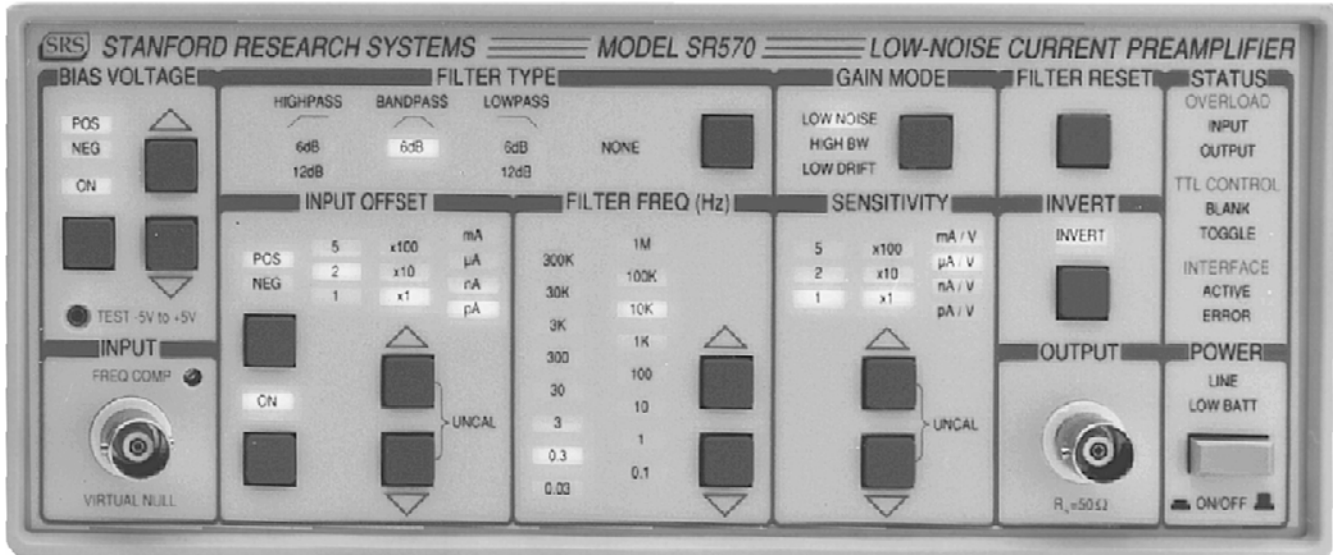 SRS STANFORD RESEARCH SYSTEMS MODEL SR570 LOW-NOISE CURRENT PREAMPLIFIER
BIAS VOLTAGE
POS
NEG
ON
TEST -5V to +5V
INPUT
FREQ COMP
VIRTUAL NULL
FILTER TYPE
HIGHPASS BANDPASS LOWPASS
6dB 6dB 6dB NONE
12dB 12dB
INPUT OFFSET
POS
NEG
ON
5 x100 mA
2 x10 μA
1 x1 nA
pA
UNCAL
FILTER FREQ (Hz)
1M
300K
100K
30K
10K
3K
1K
300
100
30
10
3
1
0.3
0.1
0.03
GAIN MODE
LOW NOISE
HIGH BW
LOW DRIFT
SENSITIVITY
5 x100 mA / V
2 x10 μA / V
1 x1 nA / V
pA / V
UNCAL
FILTER RESET
INVERT
INVERT
OUTPUT
Rₛ=50Ω
STATUS
OVERLOAD
INPUT
OUTPUT
TTL CONTROL
BLANK
TOGGLE
INTERFACE
ACTIVE
ERROR
POWER
LINE
LOW BATT
ON/OFF